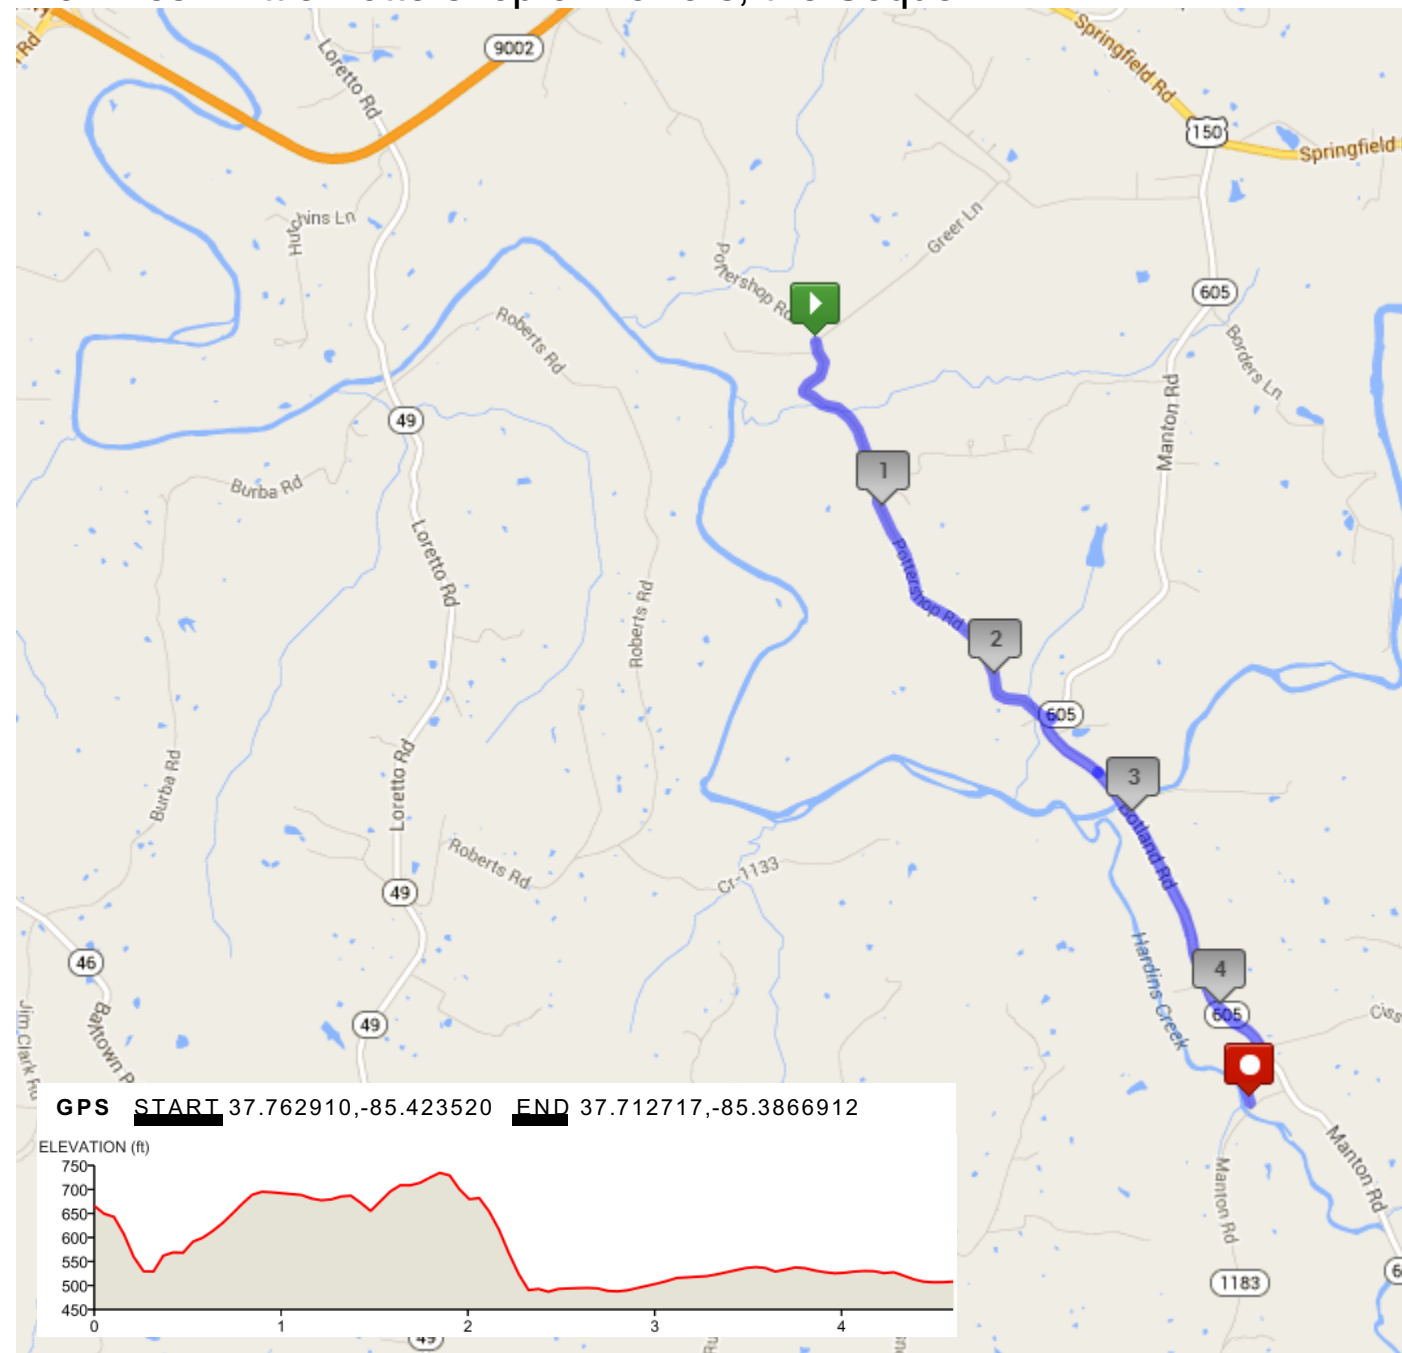 9002
Loretto Rd
Springfield Rd
Rd
150
Springfield
Greer Ln
Pottershop Rd
605
Borders Ln
Roberts Rd
Manton Rd
49
1
Burba Rd
Loretto Rd
Pottershop Rd
Roberts Rd
2
605
Burba Rd
Loretto Rd
3
Roberts Rd
Cr-1133
49
Hardins Creek
46
4
49
605
Jim Clark Rd
Manton Rd
Manton Rd
1183
GPS START 37.762910,-85.423520 END 37.712717,-85.3866912
ELEVATION (ft)
750
700
650
600
550
500
450
0 1 2 3 4
49